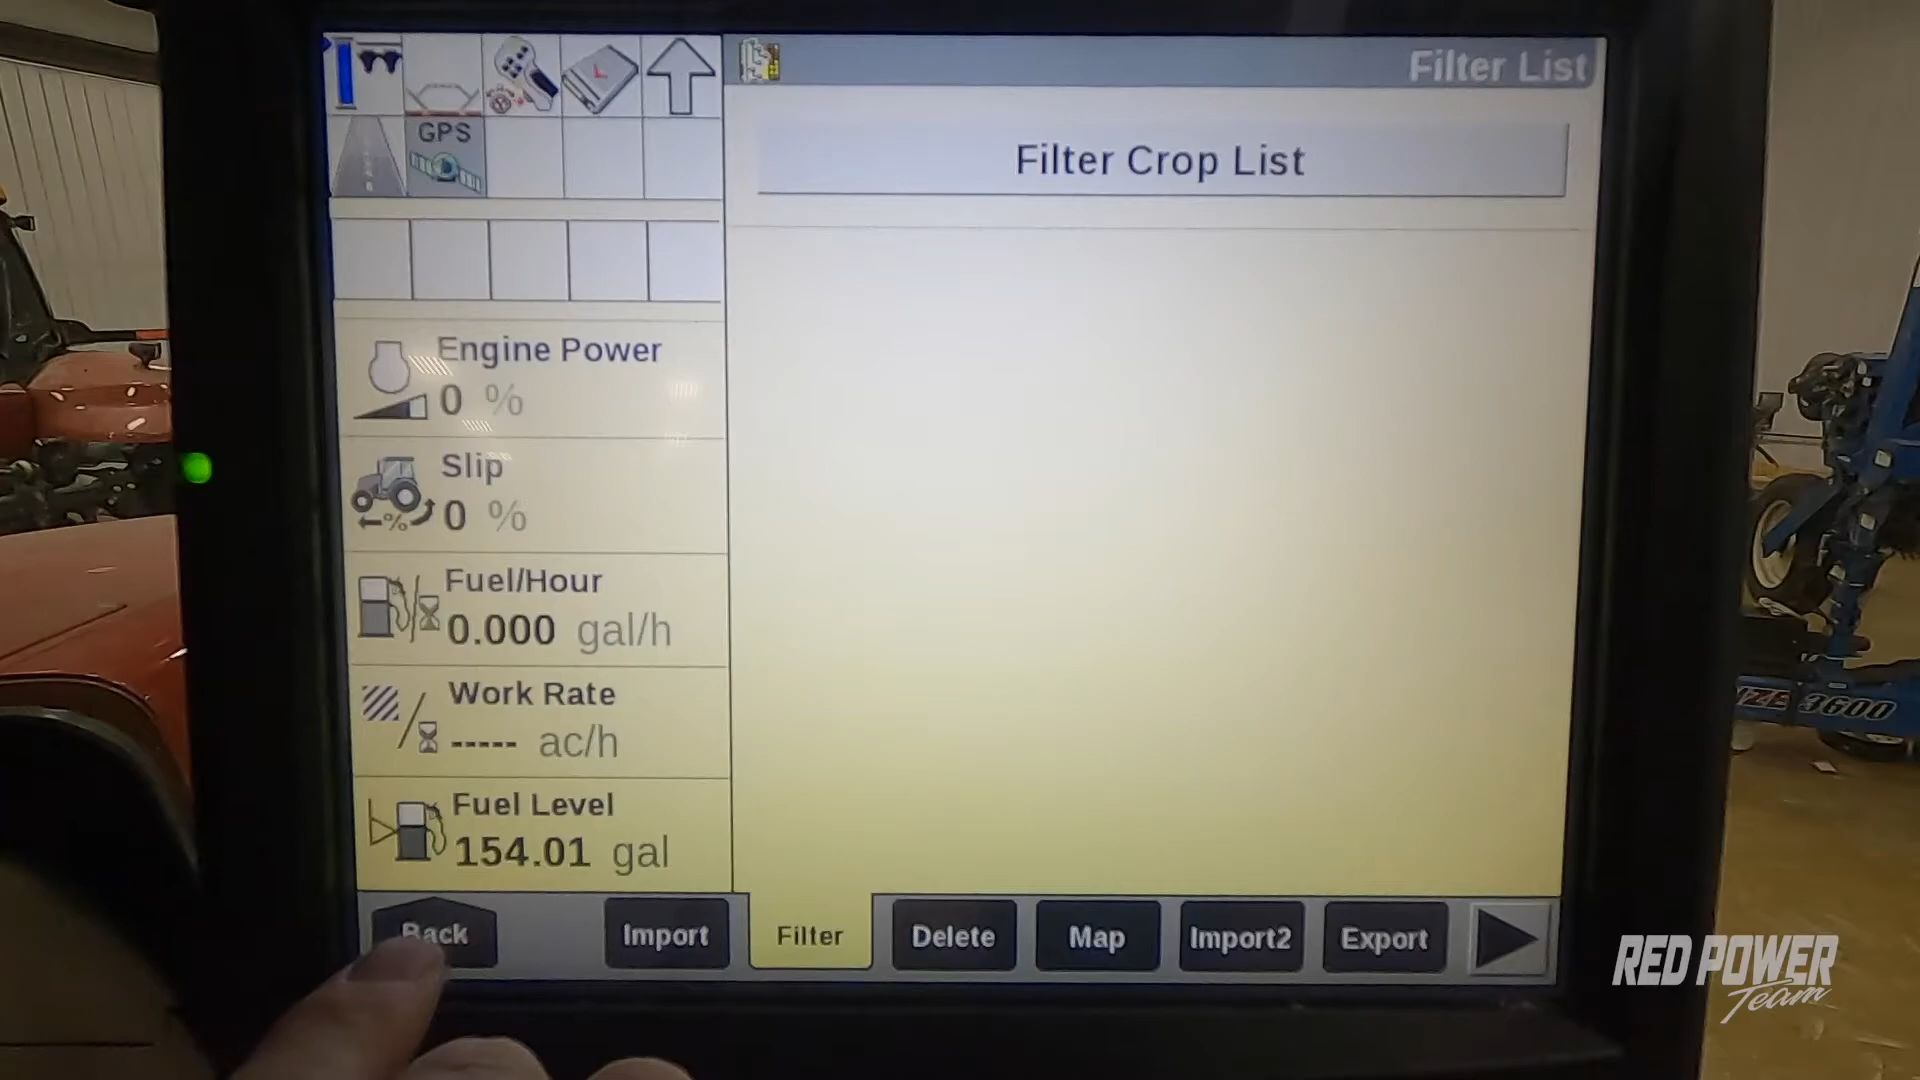 Filter List
GPS
Filter Crop List
Engine Power
0 %
Slip
%
0 %
Fuel/Hour
0.000 gal/h
Work Rate
----- ac/h
Fuel Level
154.01 gal
Back
Import
Filter
Delete
Map
Import2
Export
3600
RED POWER
Team